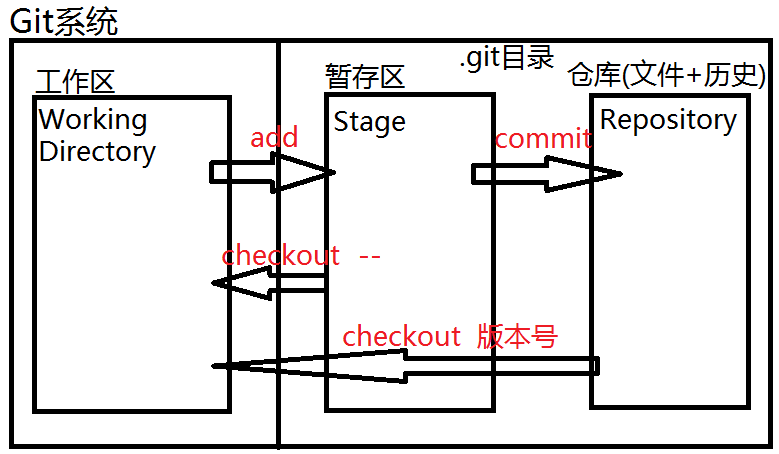 Git系统
.git目录
工作区
暂存区
仓库(文件+历史)
Working
Directory
Stage
Repository
add
commit
checkout --
checkout 版本号